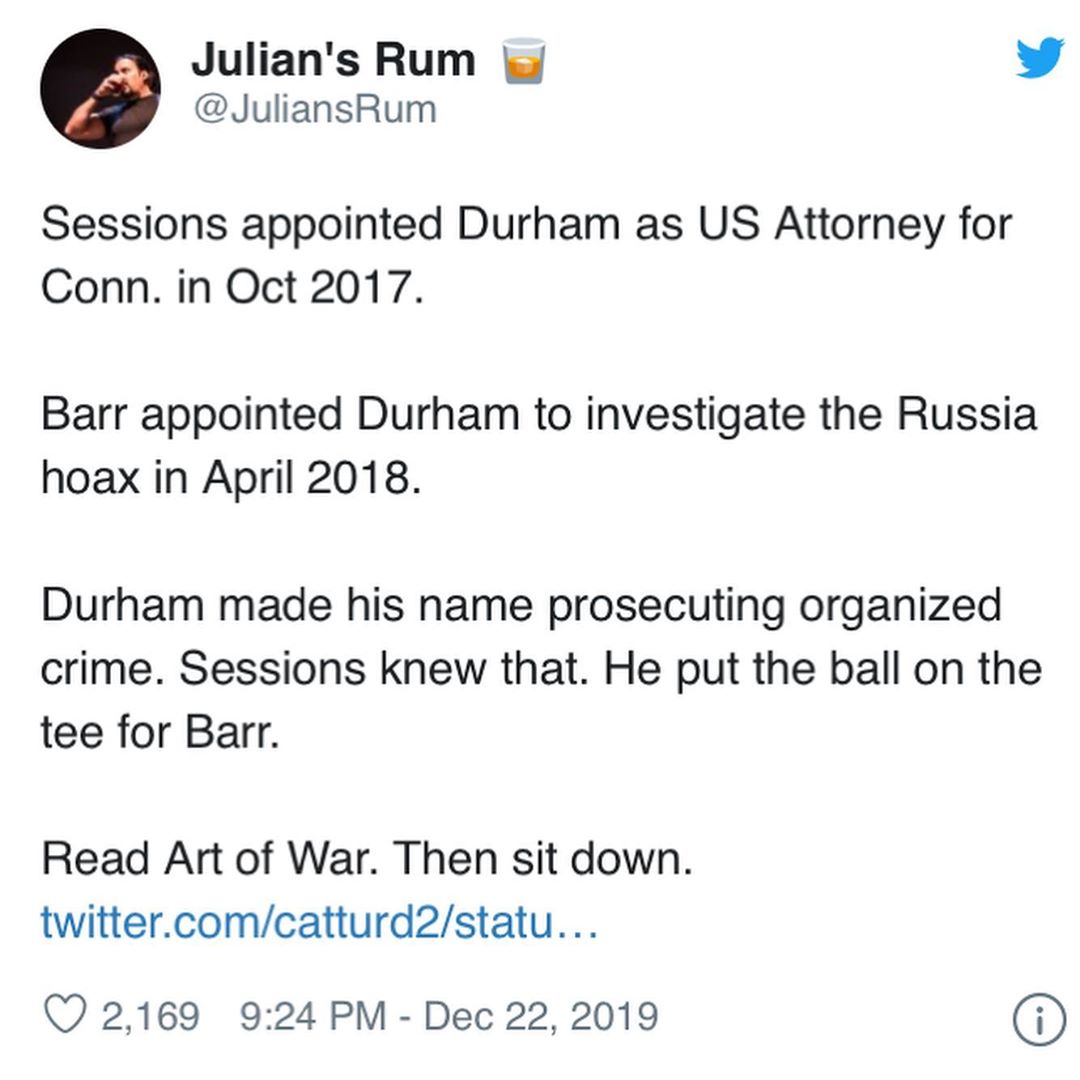 Julian's Rum 🥃
@JuliansRum
Sessions appointed Durham as US Attorney for
Conn. in Oct 2017.
Barr appointed Durham to investigate the Russia
hoax in April 2018.
Durham made his name prosecuting organized
crime. Sessions knew that. He put the ball on the
tee for Barr.
Read Art of War. Then sit down.
twitter.com/catturd2/statu…
2,169 9:24 PM - Dec 22, 2019